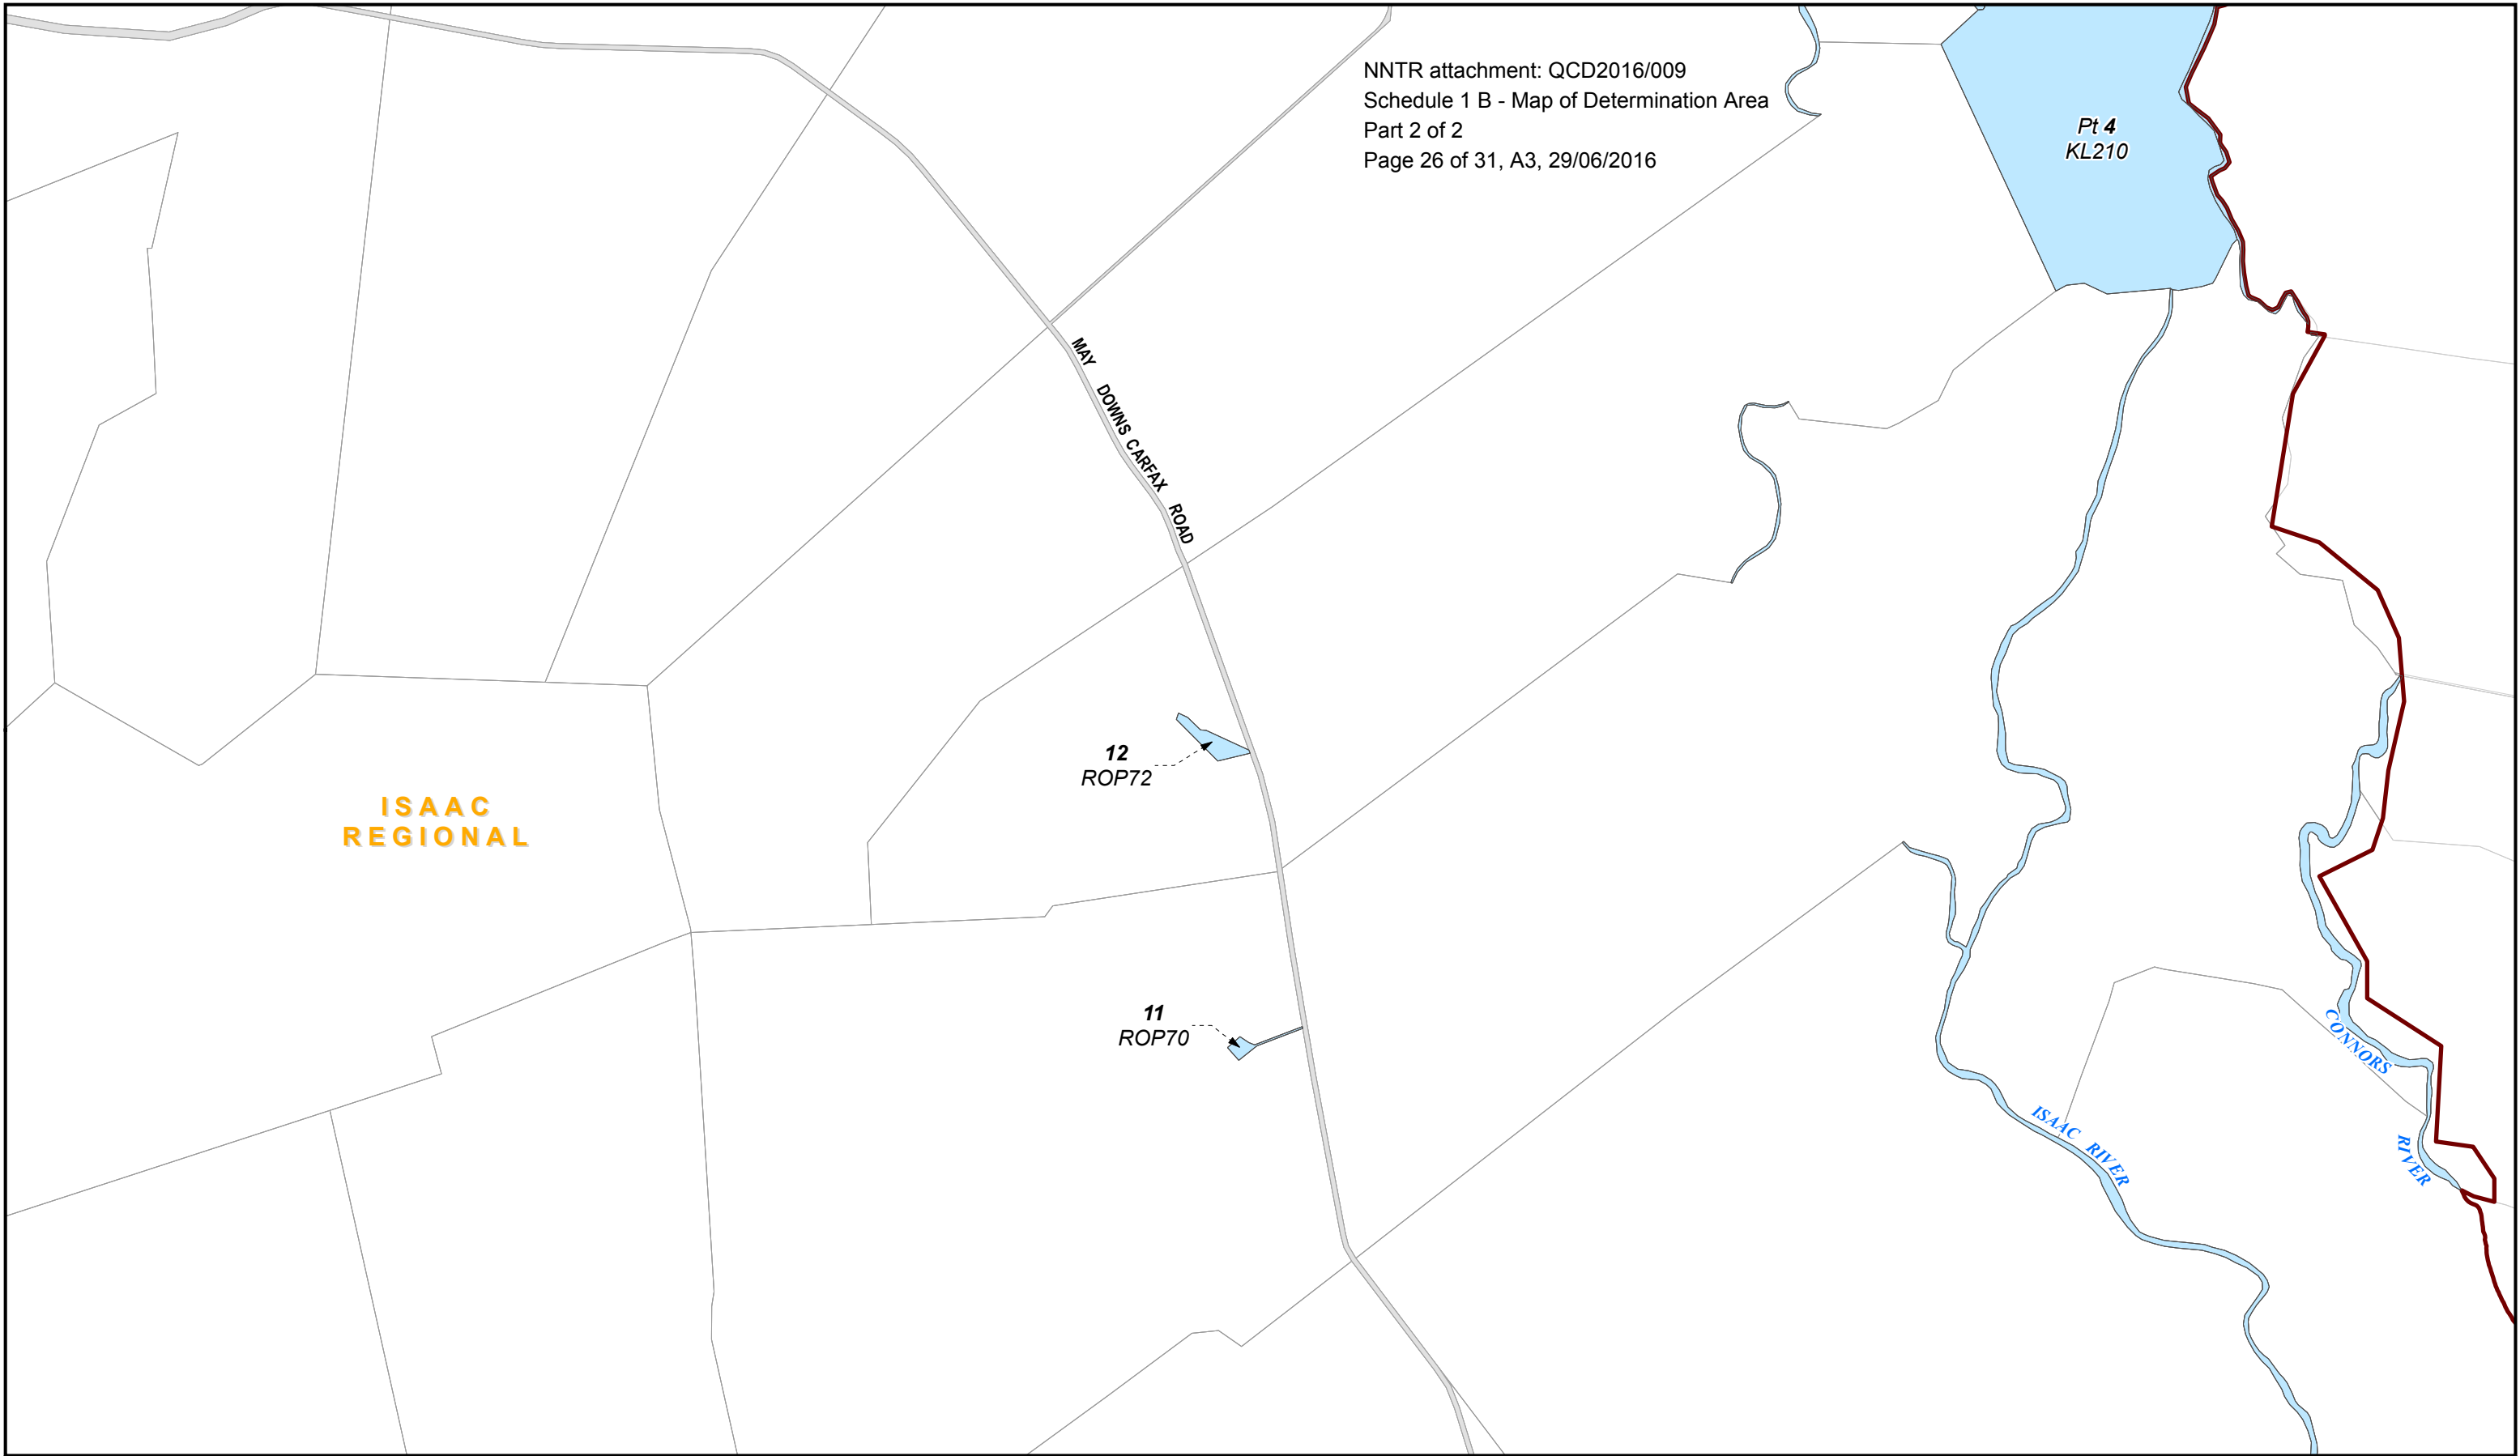 NNTR attachment: QCD2016/009
Schedule 1 B - Map of Determination Area
Part 2 of 2
Page 26 of 31, A3, 29/06/2016
Pt 4
KL210
MAY DOWNS CARFAX ROAD
12
ROP72
ISAAC
REGIONAL
11
ROP70
CONNORS RIVER
ISAAC RIVER